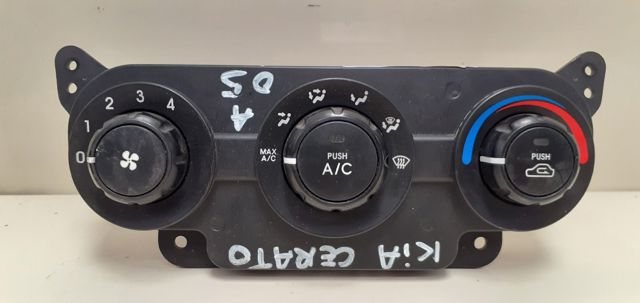 0 1 2 3 4
MAX
A/C
PUSH
A/C
PUSH
A 05
KiA CERATO